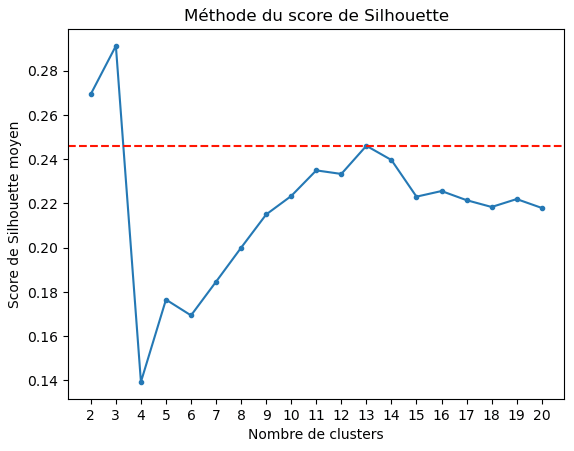 Méthode du score de Silhouette
Score de Silhouette moyen
0.28
0.26
0.24
0.22
0.20
0.18
0.16
0.14
2 3 4 5 6 7 8 9 10 11 12 13 14 15 16 17 18 19 20
Nombre de clusters